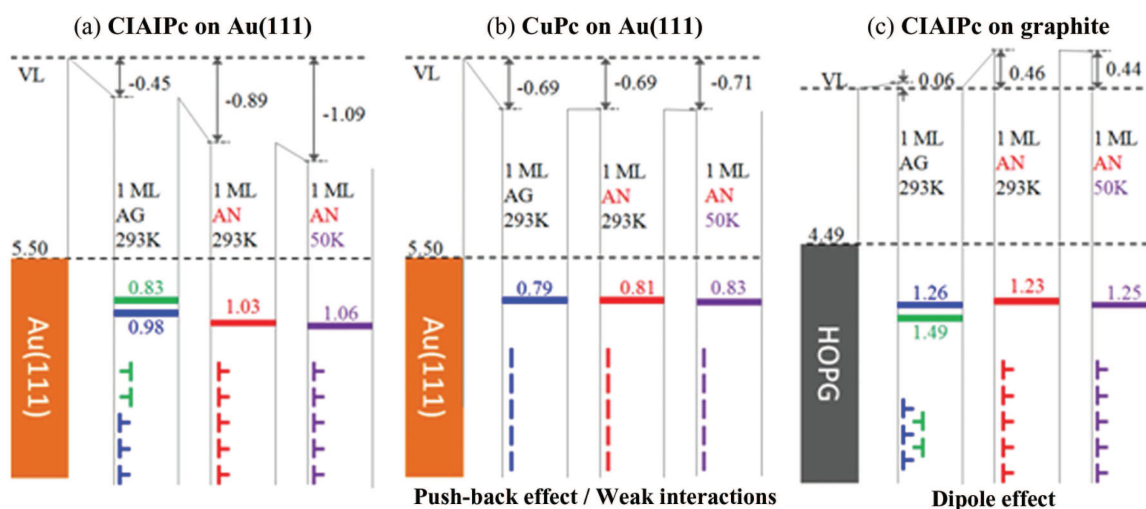 (a) ClAlPc on Au(111)
VL
-0.45
-0.89
-1.09
1 ML
AG
293K
1 ML
AN
293K
1 ML
AN
50K
5.50
Au(111)
0.83
0.98
1.03
1.06
(b) CuPc on Au(111)
VL
-0.69
-0.69
-0.71
1 ML
AG
293K
1 ML
AN
293K
1 ML
AN
50K
5.50
Au(111)
0.79
0.81
0.83
Push-back effect / Weak interactions
(c) ClAlPc on graphite
VL
0.06
0.46
0.44
1 ML
AG
293K
1 ML
AN
293K
1 ML
AN
50K
4.49
HOPG
1.26
1.49
1.23
1.25
Dipole effect